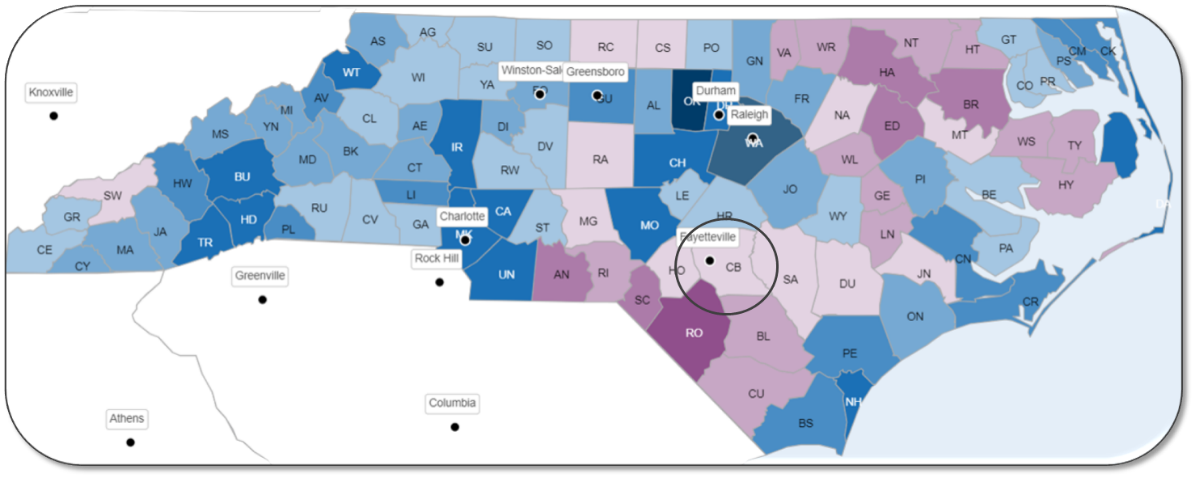 AG
AS
SU
SO
RC
CS
PO
GN
VA
WR
NT
HT
GT
CM
CK
PS
WT
WI
YA
Winston-Sal
Greensboro
HA
CO
PR
Knoxville
AV
Durham
FR
BR
MI
AL
CL
AE
DI
Raleigh
NA
ED
MT
YN
MS
IR
DV
WA
WS
TY
BK
MD
RA
CH
WL
CT
RW
BU
HW
PI
HY
JO
SW
LI
LE
GE
BE
DA
RU
CA
GR
HD
CV
GA
Charlotte
ST
MG
MO
HR
WY
PL
JA
MK
Fayetteville
LN
TR
CE
MA
PA
CY
Rock Hill
CN
HO
CB
UN
AN
RI
SA
DU
JN
Greenville
SC
CR
ON
RO
BL
PE
CU
NH
Columbia
Athens
BS